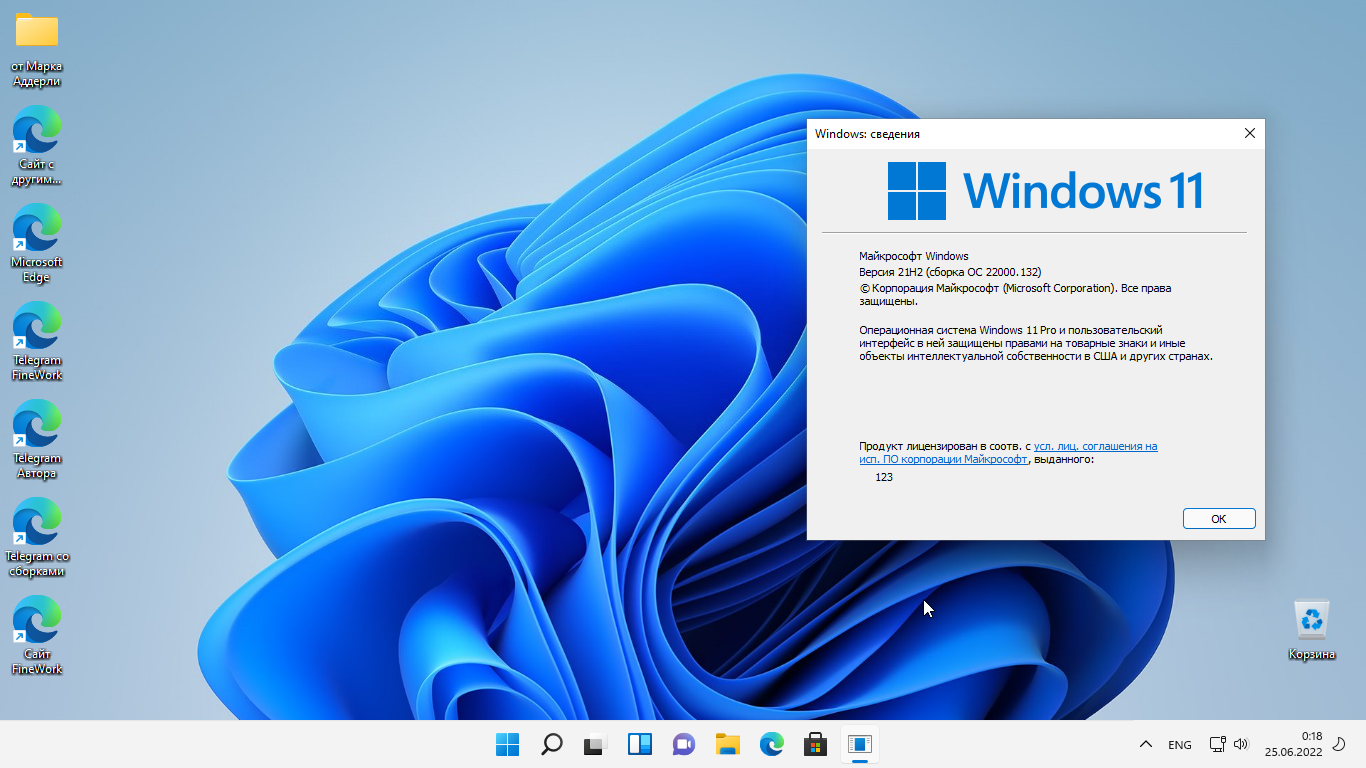 от Марка
Аддерли
Сайт с
другим...
Microsoft
Edge
Telegram
FineWork
Telegram
Автора
Telegram со
сборками
Сайт
FineWork
Windows: сведения
Windows 11
Майкрософт Windows
Версия 21H2 (сборка ОС 22000.132)
© Корпорация Майкрософт (Microsoft Corporation). Все права
защищены.
Операционная система Windows 11 Pro и пользовательский
интерфейс в ней защищены правами на товарные знаки и иные
объекты интеллектуальной собственности в США и других странах.
Продукт лицензирован в соотв. с усл. лиц. соглашения на
исп. ПО корпорации Майкрософт, выданного:
123
OK
Корзина
ENG
0:18
25.06.2022